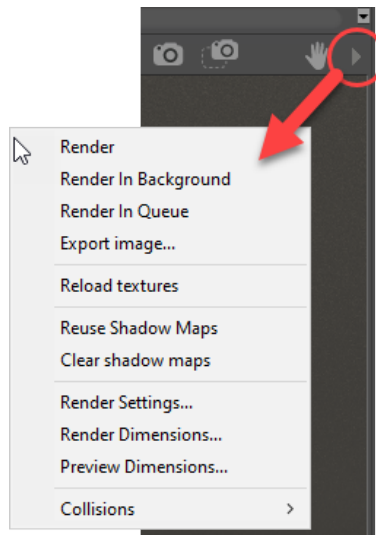 Render
Render In Background
Render In Queue
Export image...
Reload textures
Reuse Shadow Maps
Clear shadow maps
Render Settings...
Render Dimensions...
Preview Dimensions...
Collisions